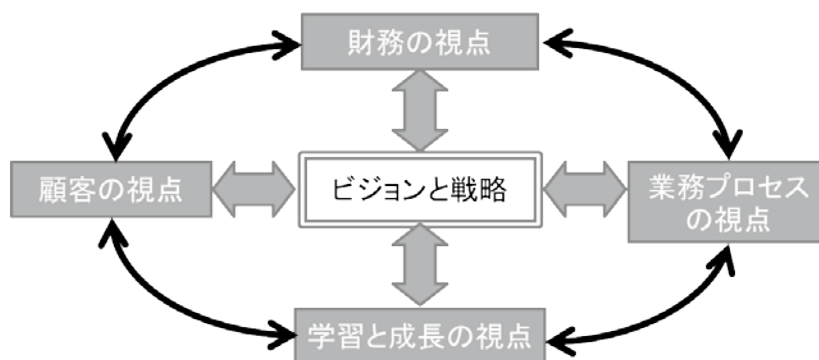 財務の視点
顧客の視点
ビジョンと戦略
業務プロセス
の視点
学習と成長の視点